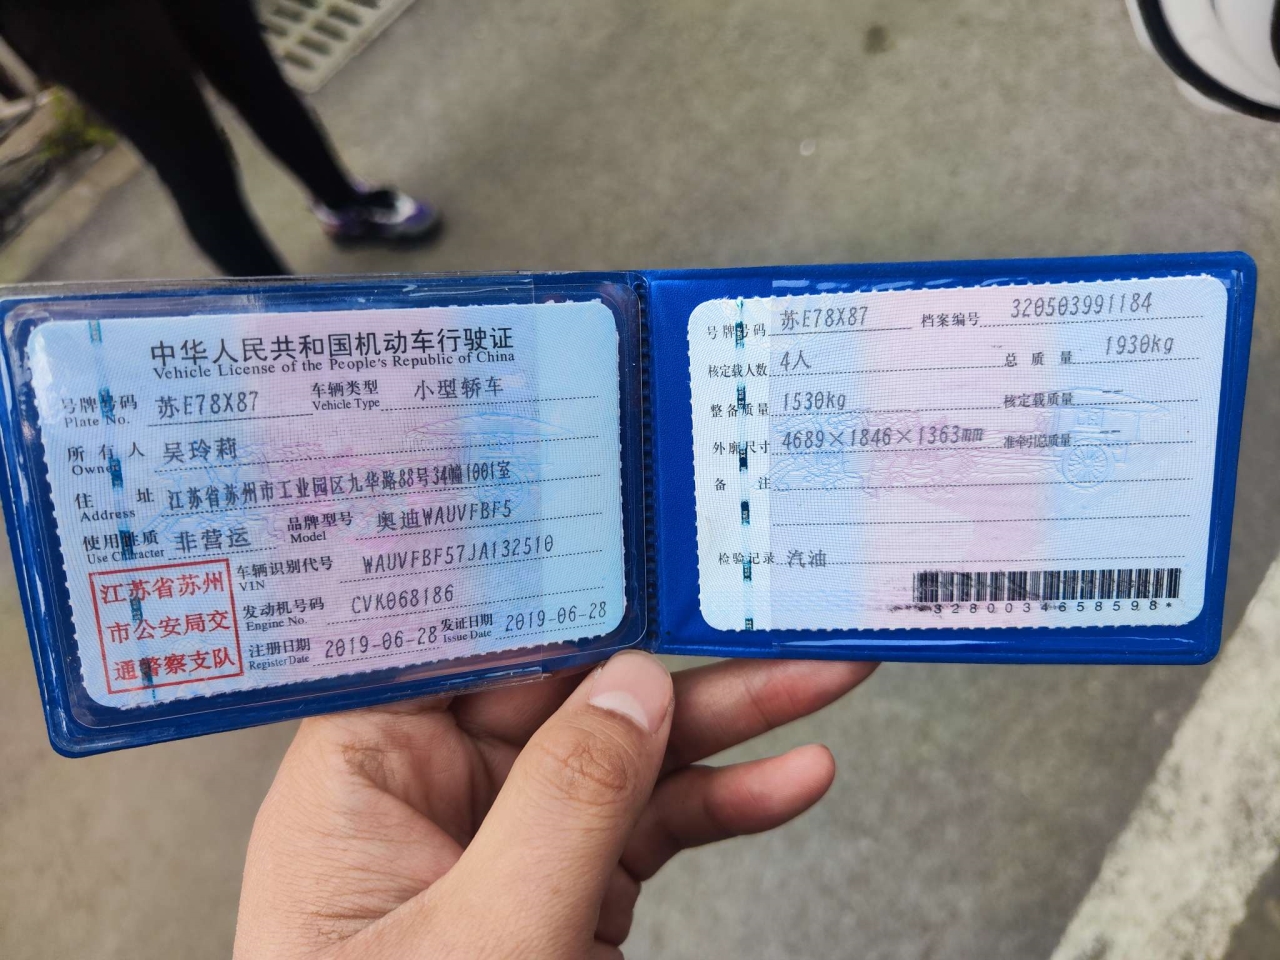 中华人民共和国机动车行驶证
Vehicle License of the People's Republic of China
号牌号码 苏E78X87 车辆类型 小型轿车
Plate No. Vehicle Type
所有人 吴玲莉
Owner
住址 江苏省苏州市工业园区九华路88号34幢1001室
Address
使用性质 非营运 品牌型号 奥迪WAUVFBF5
Use Character Model
江苏省苏州
市公安局交
通警察支队
车辆识别代号 WAUVFBF57JA132510
VIN
发动机号码 CVK068186
Engine No.
注册日期 2019-06-28 发证日期 2019-06-28
Register Date Issue Date
号牌号码 苏E78X87 档案编号 320503991184
核定载人数 4人 总质量 1930kg
整备质量 1530kg 核定载质量 --
外廓尺寸 4689×1846×1363mm 准牵引总质量 --
备注
检验记录 汽油
*3280034658598*